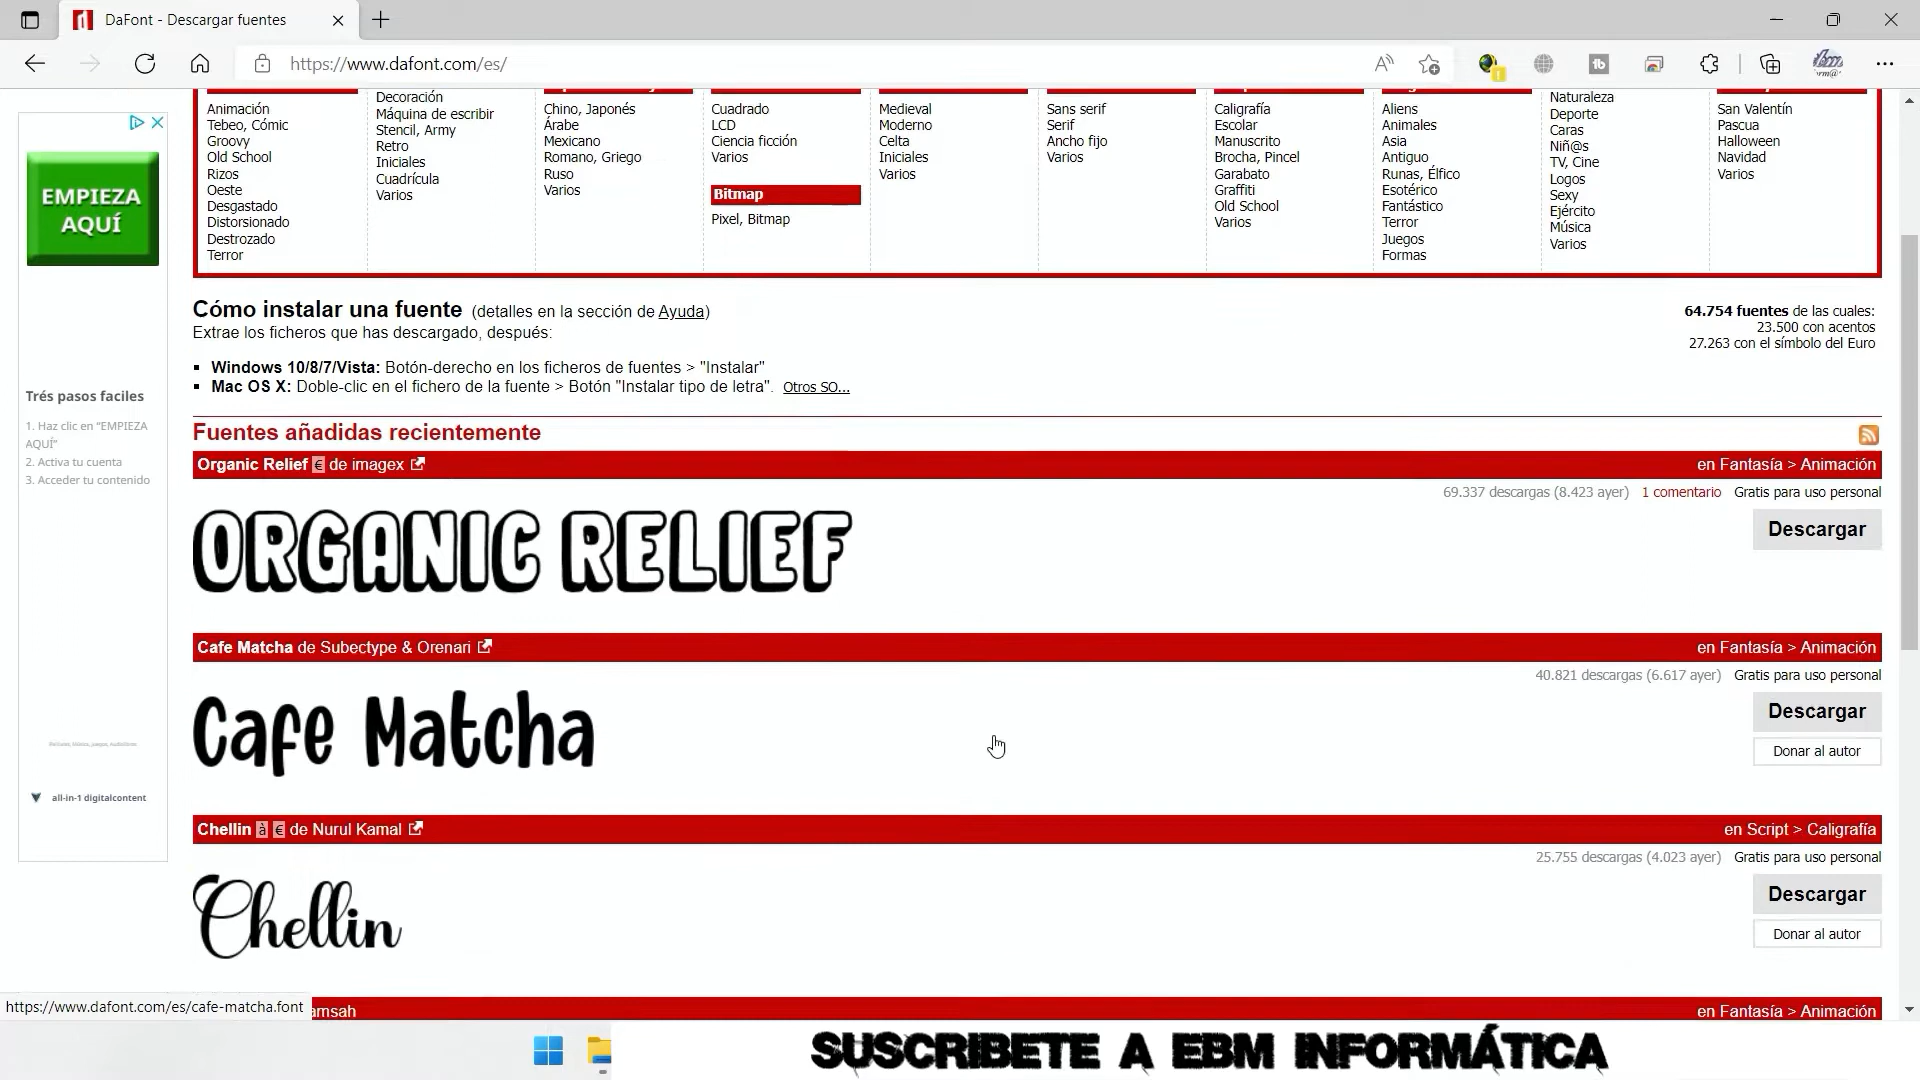 DaFont - Descargar fuentes
https://www.dafont.com/es/
EMPIEZA
AQUÍ
Trés pasos faciles
1. Haz clic en “EMPIEZA
AQUÍ”
2. Activa tu cuenta
3. Acceder tu contenido
all-in-1 digitalcontent
Animación
Tebeo, Cómic
Groovy
Old School
Rizos
Oeste
Desgastado
Distorsionado
Destrozado
Terror
Decoración
Máquina de escribir
Stencil, Army
Retro
Iniciales
Cuadrícula
Varios
Chino, Japonés
Árabe
Mexicano
Romano, Griego
Ruso
Varios
Cuadrado
LCD
Ciencia ficción
Varios
Bitmap
Pixel, Bitmap
Medieval
Moderno
Celta
Iniciales
Varios
Sans serif
Serif
Ancho fijo
Varios
Caligrafía
Escolar
Manuscrito
Brocha, Pincel
Garabato
Graffiti
Old School
Varios
Aliens
Animales
Asia
Antiguo
Runas, Élfico
Esotérico
Fantástico
Terror
Juegos
Formas
Naturaleza
Deporte
Caras
Niñ@s
TV, Cine
Logos
Sexy
Ejército
Música
Varios
San Valentín
Pascua
Halloween
Navidad
Varios
Cómo instalar una fuente (detalles en la sección de Ayuda)
Extrae los ficheros que has descargado, después:
Windows 10/8/7/Vista: Botón-derecho en los ficheros de fuentes > "Instalar"
Mac OS X: Doble-clic en el fichero de la fuente > Botón "Instalar tipo de letra". Otros SO...
64.754 fuentes de las cuales:
23.500 con acentos
27.263 con el símbolo del Euro
Fuentes añadidas recientemente
Organic Relief € de imagex en Fantasía > Animación
69.337 descargas (8.423 ayer) 1 comentario Gratis para uso personal
Descargar
ORGANIC RELIEF
Cafe Matcha de Subectype & Orenari en Fantasía > Animación
40.821 descargas (6.617 ayer) Gratis para uso personal
Descargar
Donar al autor
Cafe Matcha
Chellin à € de Nurul Kamal en Script > Caligrafía
25.755 descargas (4.023 ayer) Gratis para uso personal
Descargar
Donar al autor
Chellin
https://www.dafont.com/es/cafe-matcha.font
amsah en Fantasía > Animación
SUSCRIBETE A EBM INFORMÁTICA